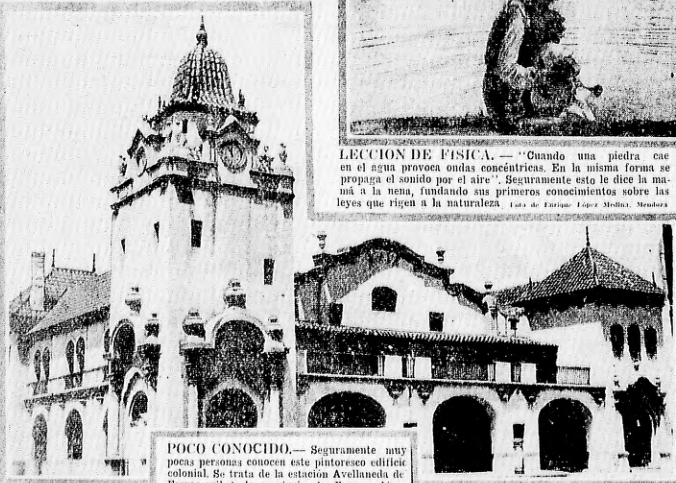 LECCION DE FISICA. — "Cuando una piedra cae
en el agua provoca ondas concéntricas. En la misma forma se
propaga el sonido por el aire". Seguramente esto le dice la ma-
má a la nena, fundando sus primeros conocimientos sobre las
leyes que rigen a la naturaleza Foto de Enrique López Medina, Mendoza
POCO CONOCIDO.— Seguramente muy
pocas personas conocen este pintoresco edificio
colonial. Se trata de la estación Avellaneda de